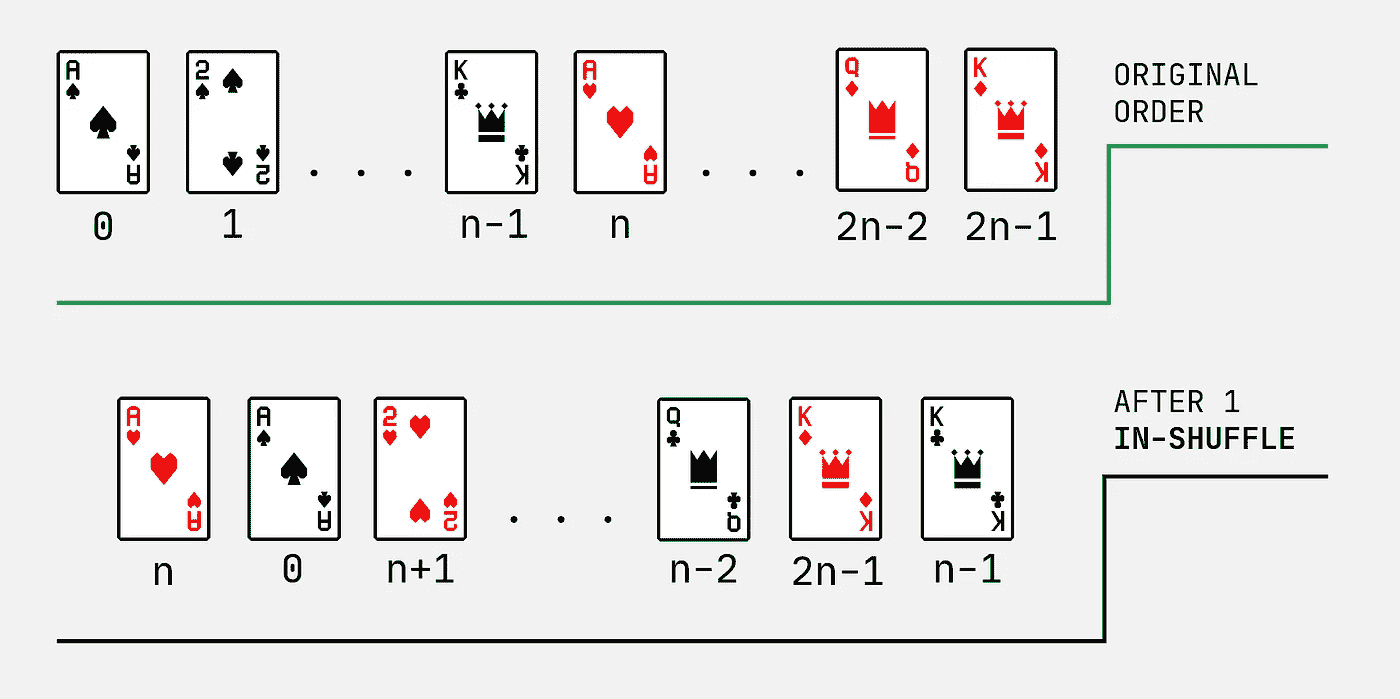 A 2 K A Q K
A 2 K A Q K
0 1 . . . n-1 n . . . 2n-2 2n-1
ORIGINAL
ORDER
A A 2 Q K K
A A 2 Q K K
n 0 n+1 . . . n-2 2n-1 n-1
AFTER 1
IN-SHUFFLE